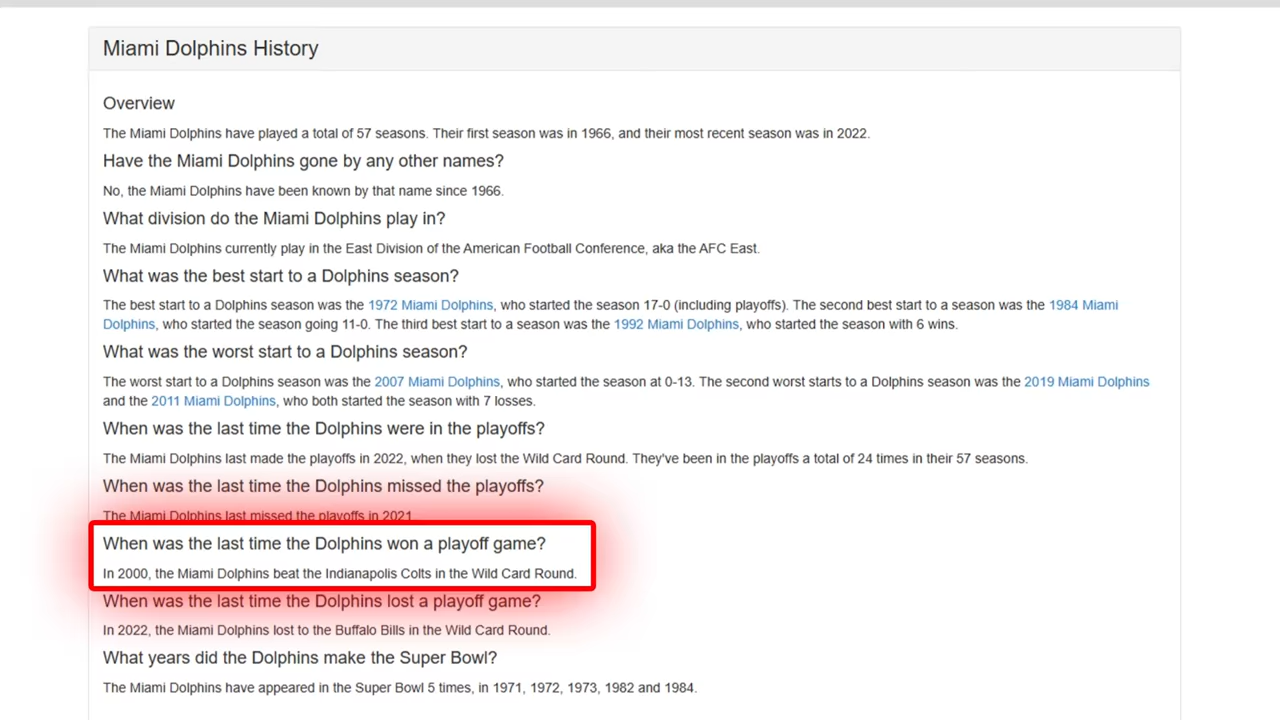 Miami Dolphins History
Overview
The Miami Dolphins have played a total of 57 seasons. Their first season was in 1966, and their most recent season was in 2022.
Have the Miami Dolphins gone by any other names?
No, the Miami Dolphins have been known by that name since 1966.
What division do the Miami Dolphins play in?
The Miami Dolphins currently play in the East Division of the American Football Conference, aka the AFC East.
What was the best start to a Dolphins season?
The best start to a Dolphins season was the 1972 Miami Dolphins, who started the season 17-0 (including playoffs). The second best start to a season was the 1984 Miami
Dolphins, who started the season going 11-0. The third best start to a season was the 1992 Miami Dolphins, who started the season with 6 wins.
What was the worst start to a Dolphins season?
The worst start to a Dolphins season was the 2007 Miami Dolphins, who started the season at 0-13. The second worst starts to a Dolphins season was the 2019 Miami Dolphins
and the 2011 Miami Dolphins, who both started the season with 7 losses.
When was the last time the Dolphins were in the playoffs?
The Miami Dolphins last made the playoffs in 2022, when they lost the Wild Card Round. They've been in the playoffs a total of 24 times in their 57 seasons.
When was the last time the Dolphins missed the playoffs?
The Miami Dolphins last missed the playoffs in 2021.
When was the last time the Dolphins won a playoff game?
In 2000, the Miami Dolphins beat the Indianapolis Colts in the Wild Card Round.
When was the last time the Dolphins lost a playoff game?
In 2022, the Miami Dolphins lost to the Buffalo Bills in the Wild Card Round.
What years did the Dolphins make the Super Bowl?
The Miami Dolphins have appeared in the Super Bowl 5 times, in 1971, 1972, 1973, 1982 and 1984.